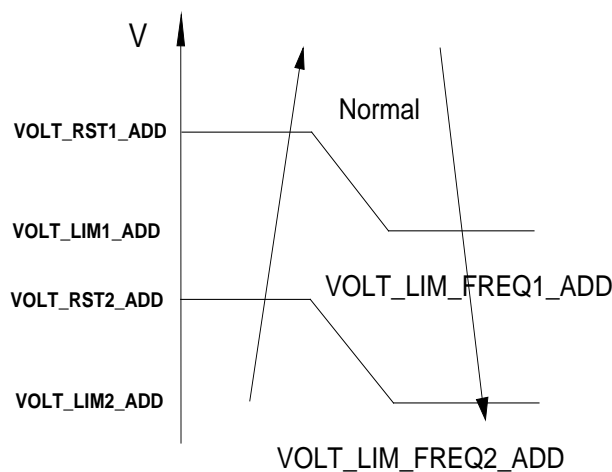 V
Normal
VOLT_RST1_ADD
VOLT_LIM1_ADD
VOLT_LIM_FREQ1_ADD
VOLT_RST2_ADD
VOLT_LIM2_ADD
VOLT_LIM_FREQ2_ADD